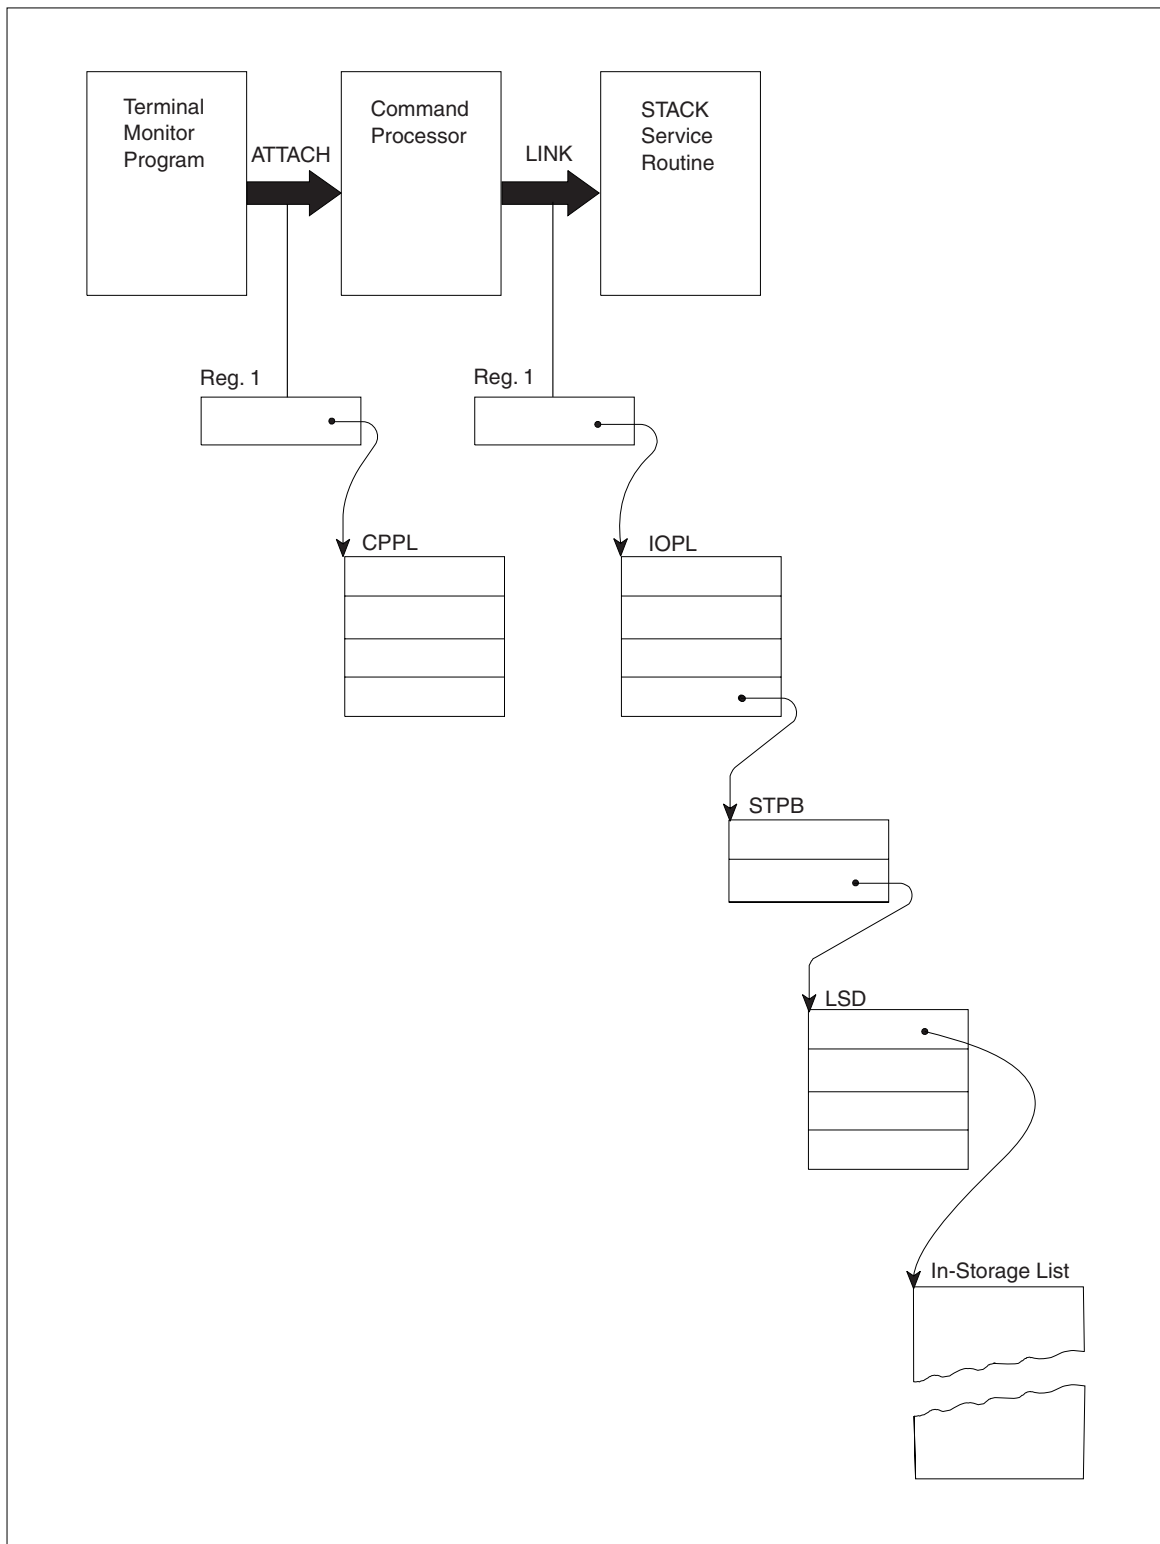 Terminal
Monitor
Program
ATTACH
Command
Processor
LINK
STACK
Service
Routine
Reg. 1
Reg. 1
CPPL
IOPL
STPB
LSD
In-Storage List